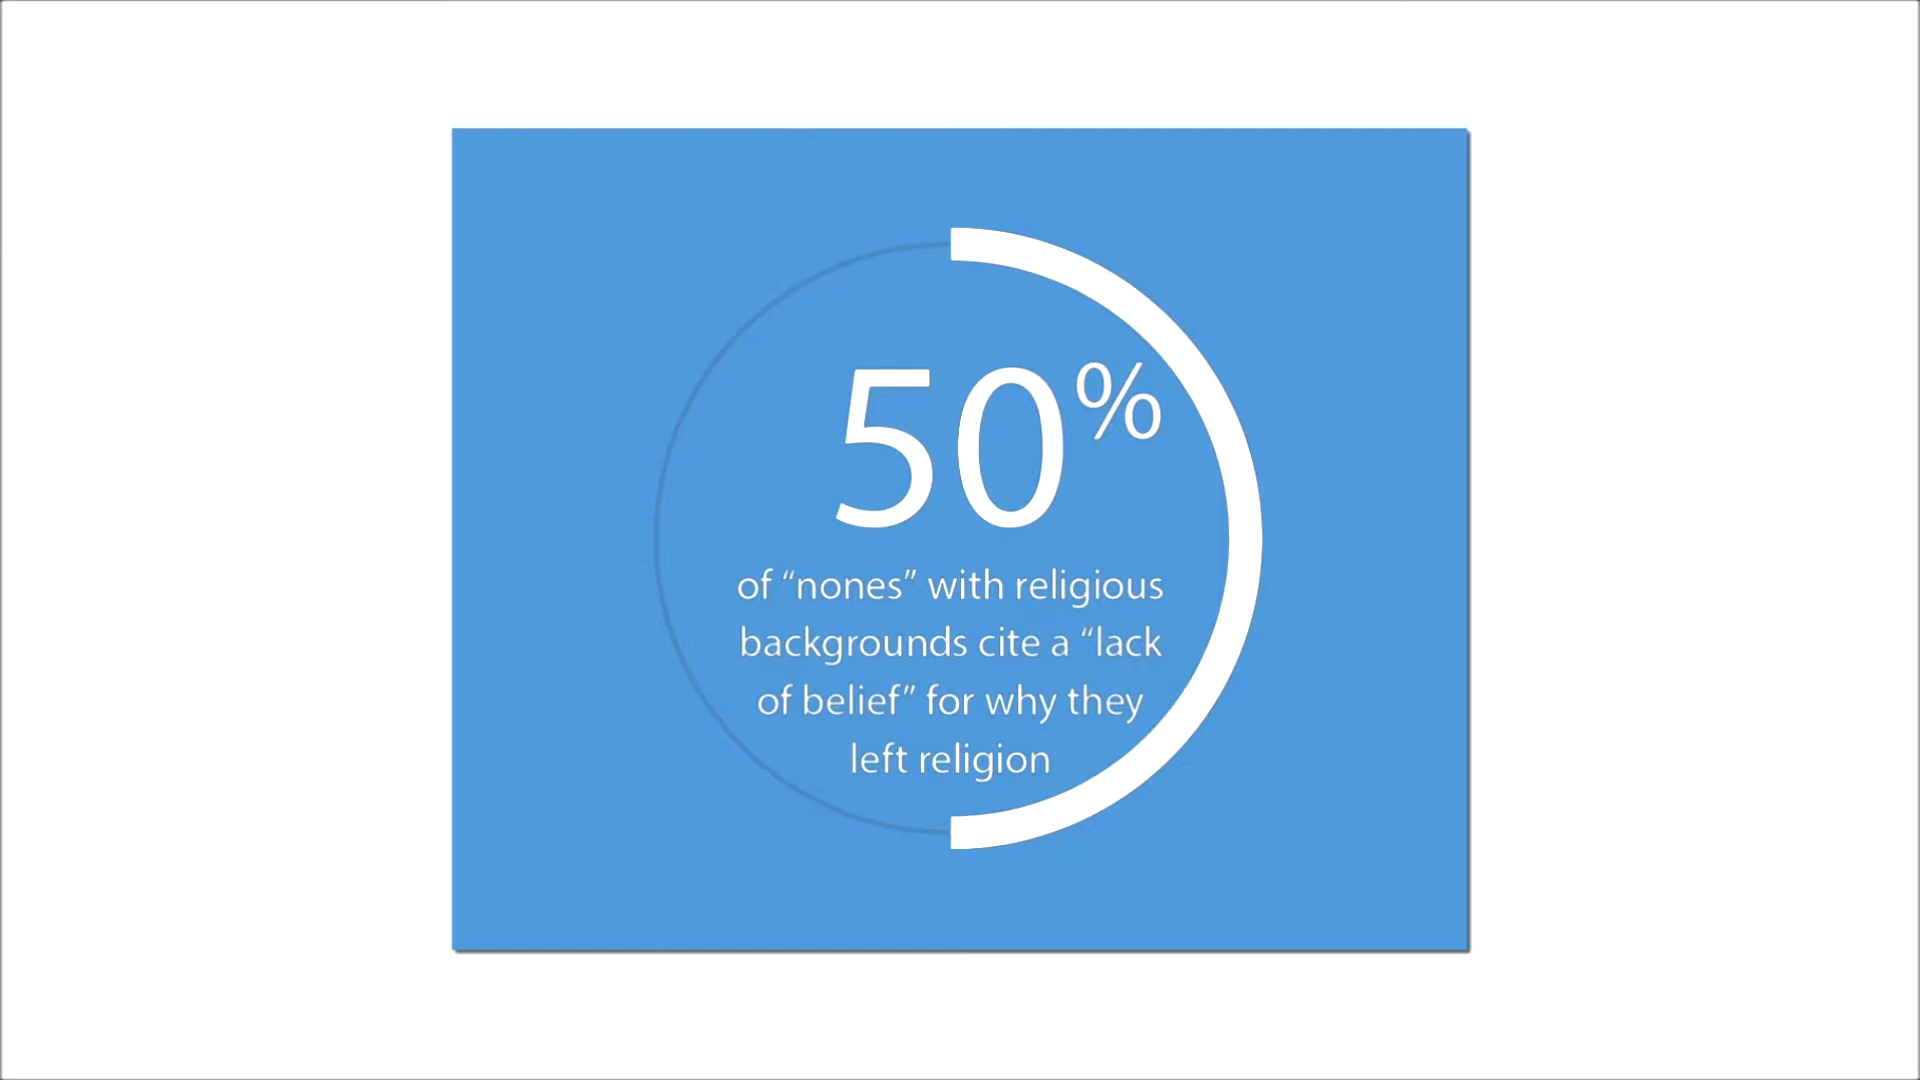 50%
of “nones” with religious
backgrounds cite a “lack
of belief” for why they
left religion